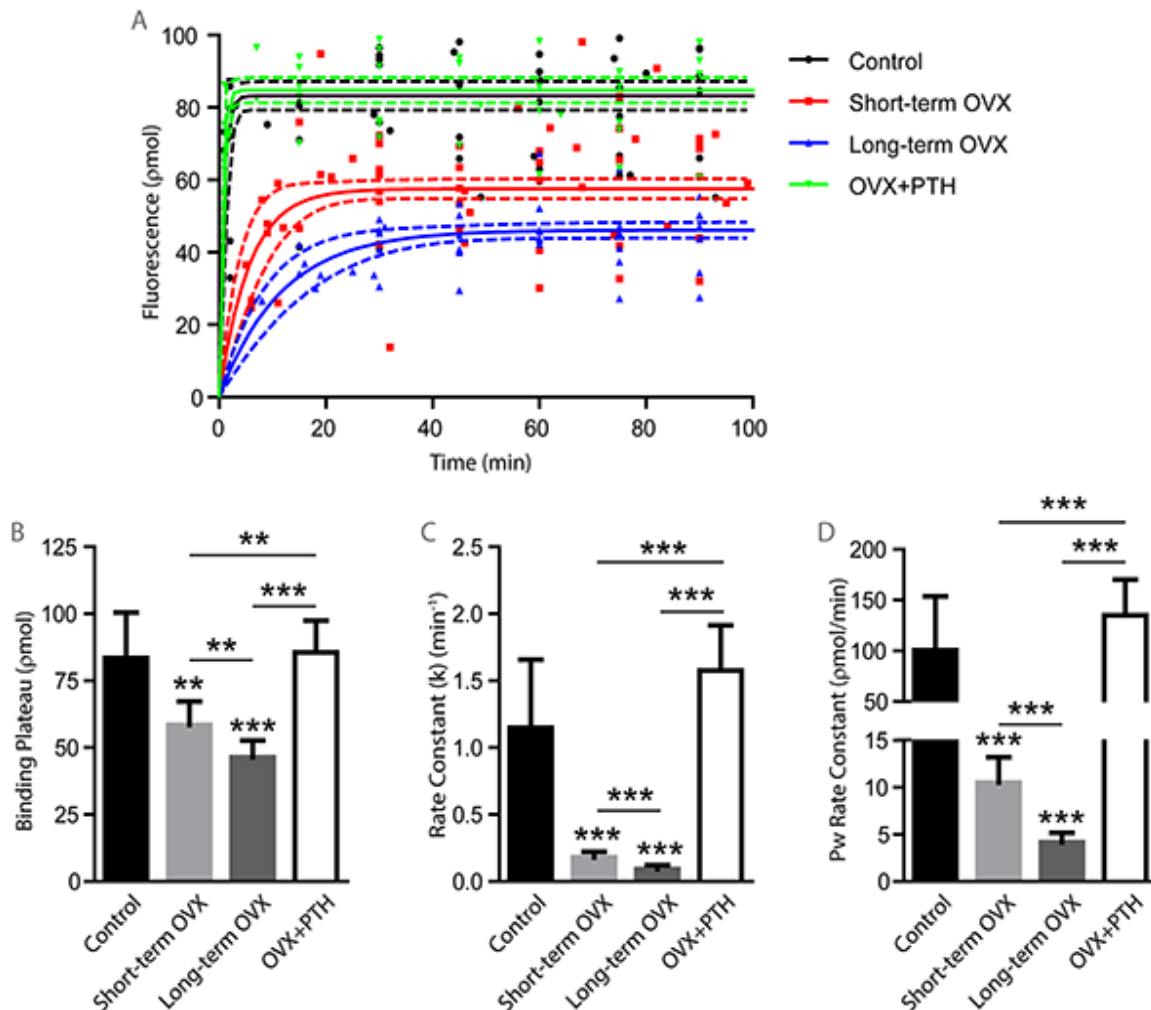 A
Fluorescence (ρmol)
100
80
60
40
20
0
0 20 40 60 80 100
Time (min)
Control
Short-term OVX
Long-term OVX
OVX+PTH
B
Binding Plateau (ρmol)
125
100
75
50
25
0
**
***
**
**
***
Control
Short-term OVX
Long-term OVX
OVX+PTH
C
Rate Constant (k) (min⁻¹)
2.5
2.0
1.5
1.0
0.5
0.0
***
***
***
***
***
Control
Short-term OVX
Long-term OVX
OVX+PTH
D
Pw Rate Constant (ρmol/min)
200
150
100
50
15
10
5
0
***
***
***
***
***
Control
Short-term OVX
Long-term OVX
OVX+PTH